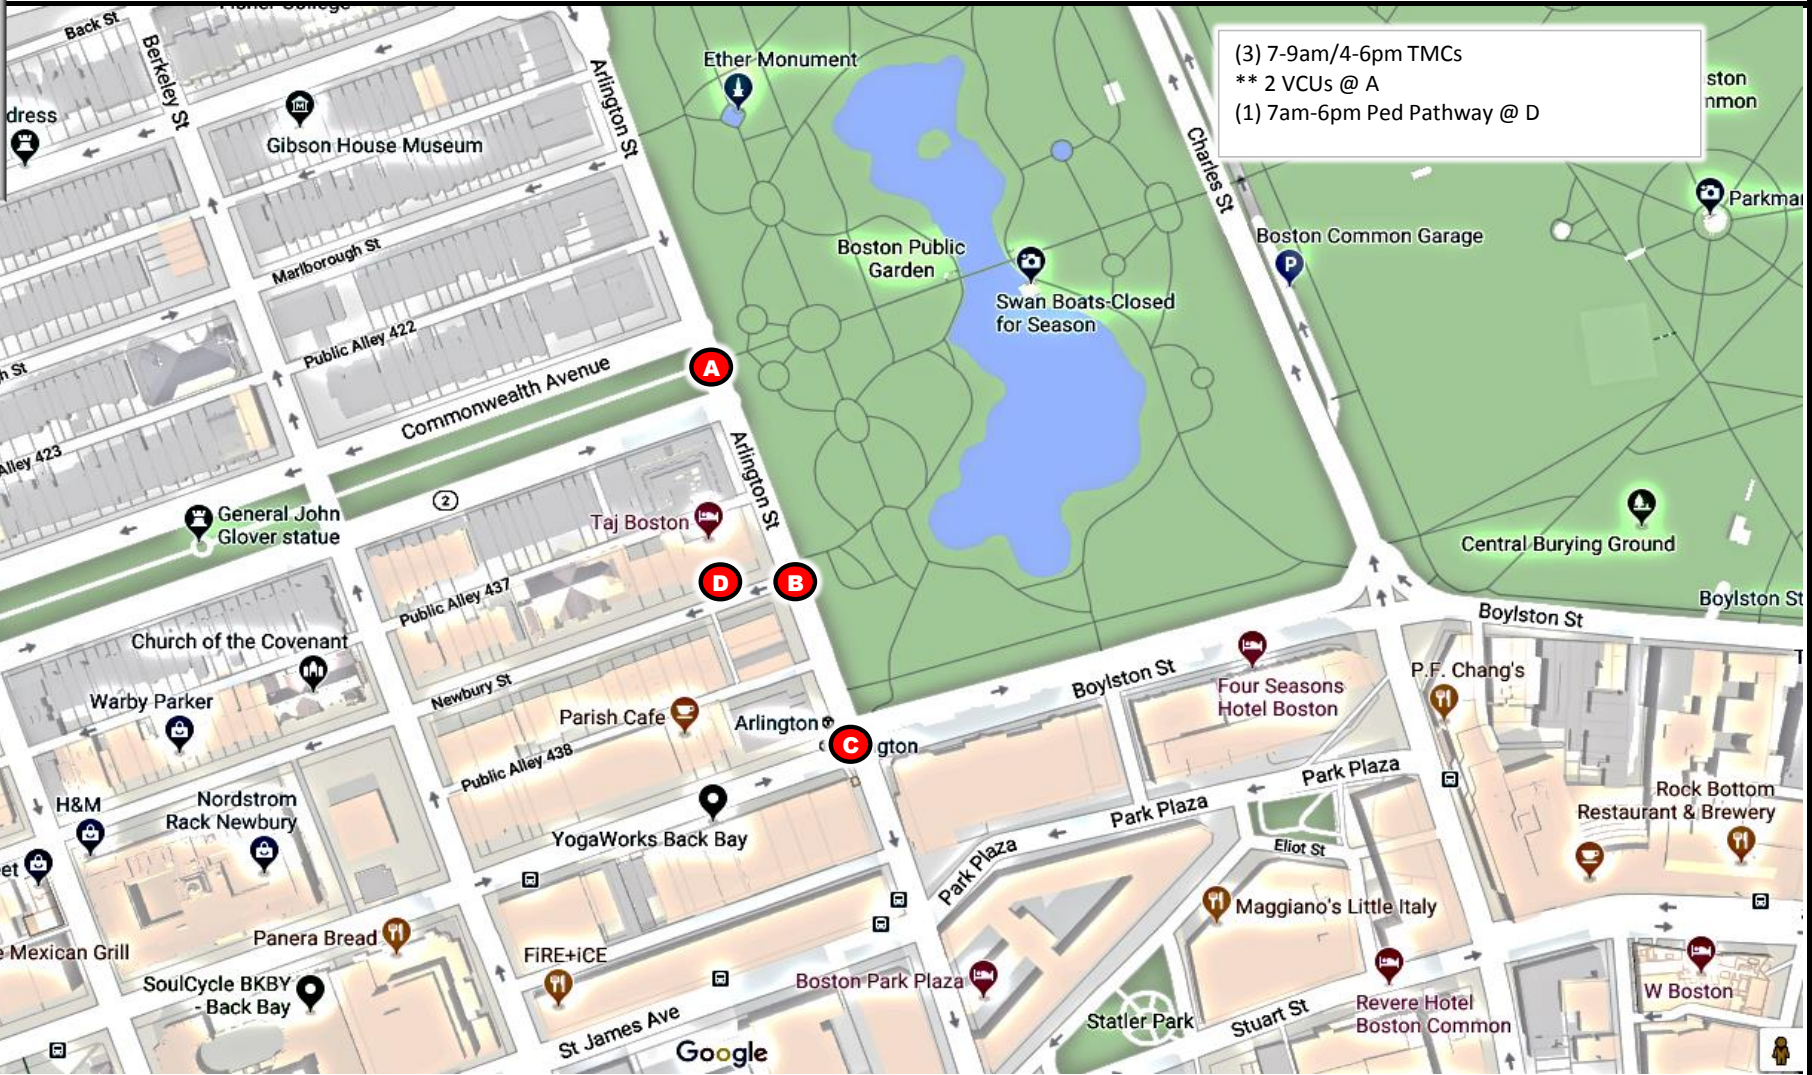 Back St
Berkeley St
Arlington St
Ether Monument
(3) 7-9am/4-6pm TMCs
** 2 VCUs @ A
(1) 7am-6pm Ped Pathway @ D
Gibson House Museum
Charles St
Marlborough St
Boston Public
Garden
Boston Common Garage
P
Swan Boats-Closed
for Season
Public Alley 422
Commonwealth Avenue
A
Arlington St
2
General John
Glover statue
Taj Boston
Central Burying Ground
D
B
Public Alley 437
Boylston St
Boylston St
Church of the Covenant
Newbury St
Boylston St
P.F. Chang's
Four Seasons
Hotel Boston
Warby Parker
Parish Cafe
Arlington
C
gton
Public Alley 438
Park Plaza
Park Plaza
Park Plaza
H&M
Nordstrom
Rack Newbury
YogaWorks Back Bay
Eliot St
Rock Bottom
Restaurant & Brewery
Maggiano's Little Italy
Panera Bread
Mexican Grill
FiRE+iCE
SoulCycle BKBY
- Back Bay
Boston Park Plaza
Statler Park
Stuart St
Revere Hotel
Boston Common
W Boston
St James Ave
Google